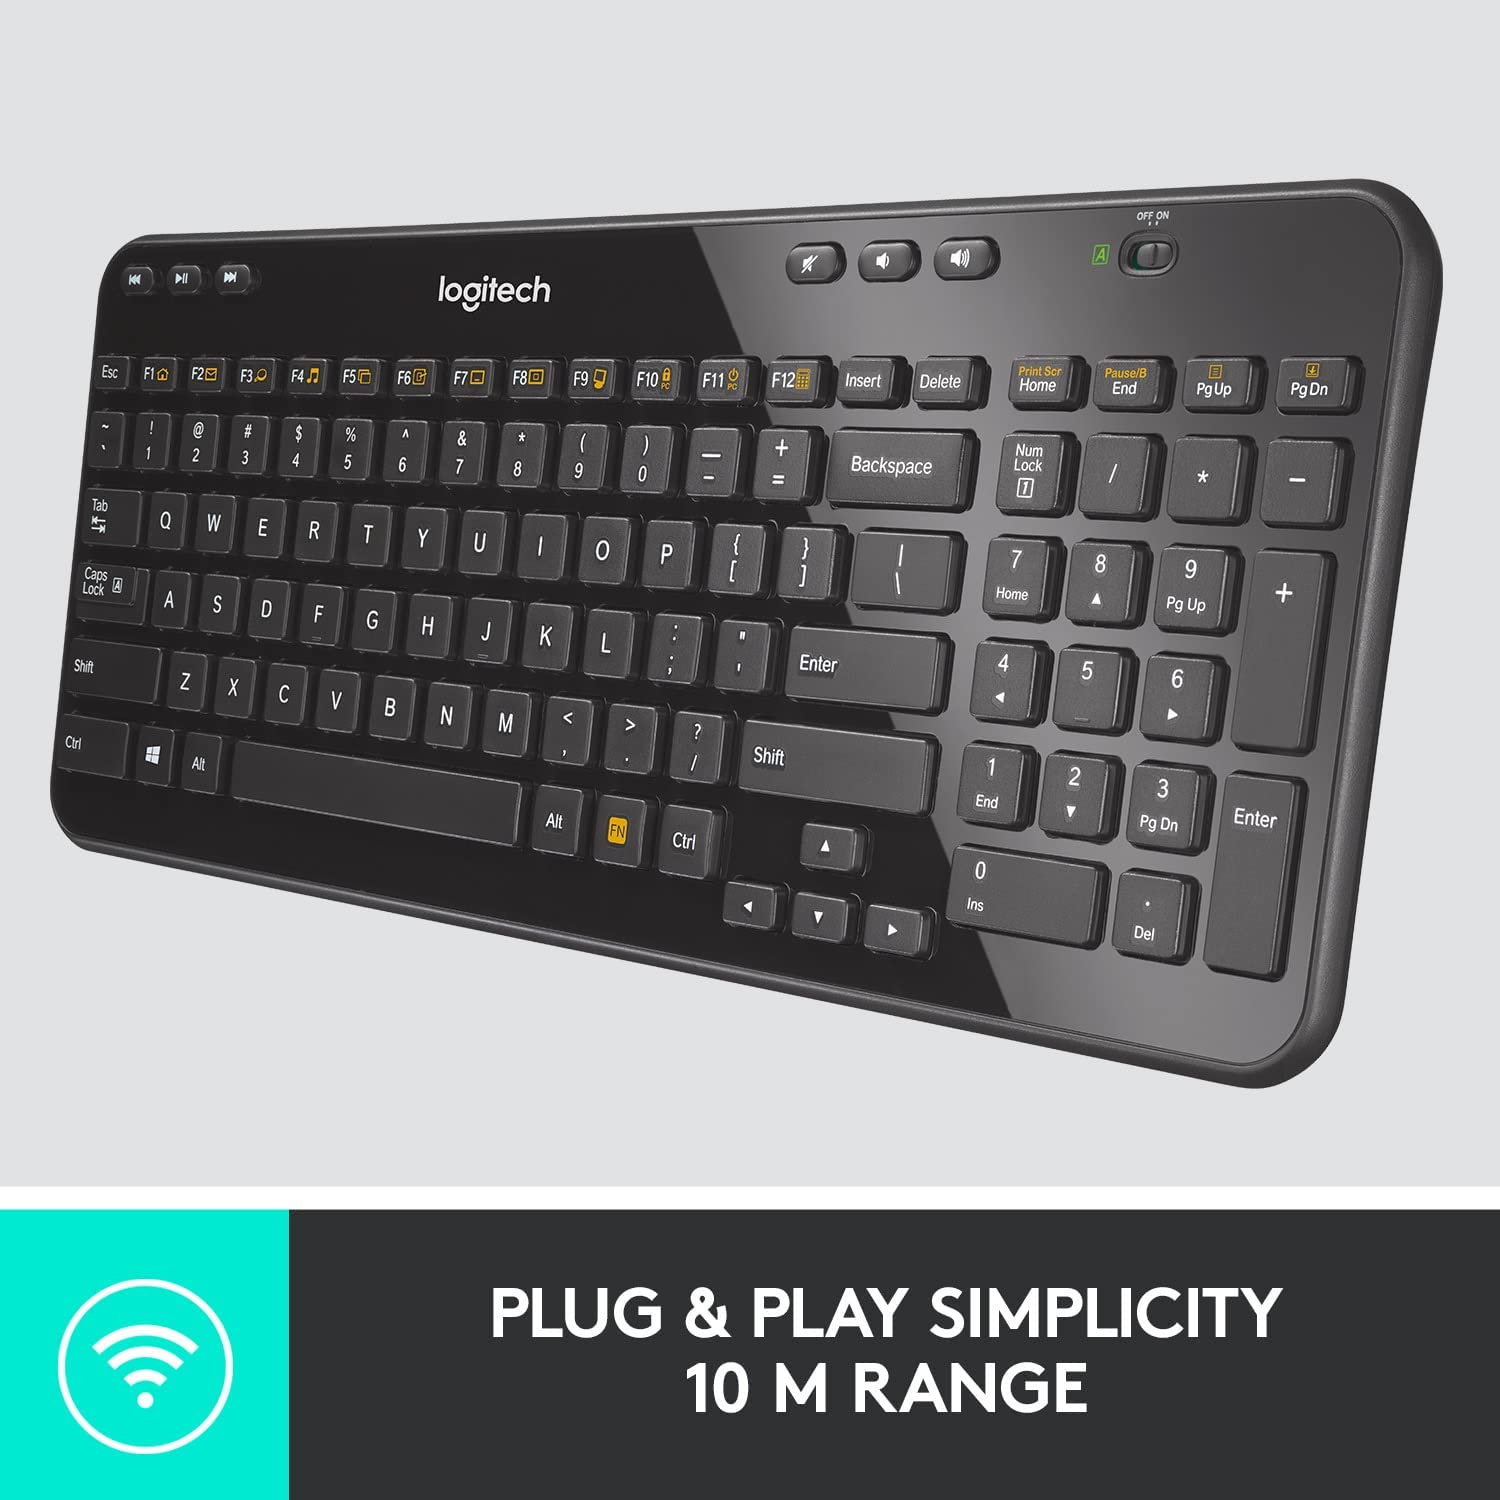 OFF ON
A
logitech
Esc F1 F2 F3 F4 F5 F6 F7 F8 F9 F10 PC F11 PC F12 Insert Delete Print Scr Home Pause/B End Pg Up Pg Dn
~ ` ! 1 @ 2 # 3 $ 4 % 5 ^ 6 & 7 * 8 ( 9 ) 0 — - + = Backspace Num Lock 1 / * −
Tab Q W E R T Y U I O P { [ } ] | \ 7 Home 8 9 Pg Up +
Caps Lock A A S D F G H J K L : ; " ' Enter 4 5 6
Shift Z X C V B N M < , > . ? / Shift 1 End 2 3 Pg Dn Enter
Ctrl Alt Alt FN Ctrl 0 Ins . Del
PLUG & PLAY SIMPLICITY
10 M RANGE